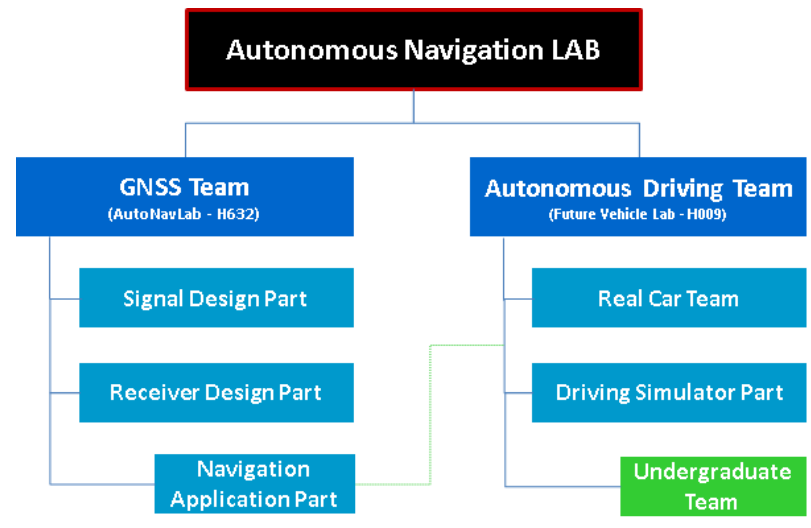 Autonomous Navigation LAB
GNSS Team
(AutoNavLab - H632)
Signal Design Part
Receiver Design Part
Navigation
Application Part
Autonomous Driving Team
(Future Vehicle Lab - H009)
Real Car Team
Driving Simulator Part
Undergraduate
Team